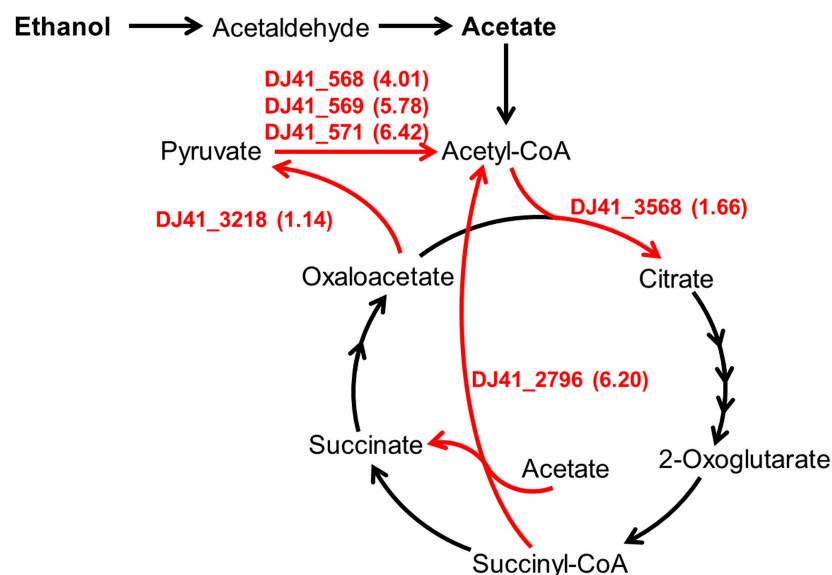 Ethanol Acetaldehyde Acetate
DJ41_568 (4.01)
DJ41_569 (5.78)
DJ41_571 (6.42)
Pyruvate Acetyl-CoA
DJ41_3218 (1.14) DJ41_3568 (1.66)
Oxaloacetate Citrate
DJ41_2796 (6.20)
Succinate Acetate 2-Oxoglutarate
Succinyl-CoA